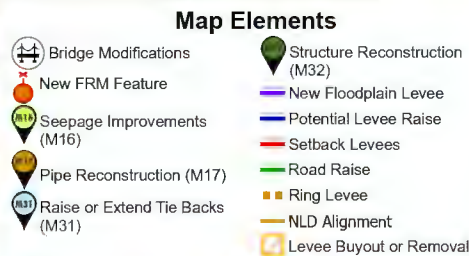 Map Elements
Bridge Modifications
New FRM Feature
M16
Seepage Improvements
(M16)
M17
Pipe Reconstruction (M17)
M31
Raise or Extend Tie Backs
(M31)
Structure Reconstruction
(M32)
New Floodplain Levee
Potential Levee Raise
Setback Levees
Road Raise
Ring Levee
NLD Alignment
Levee Buyout or Removal